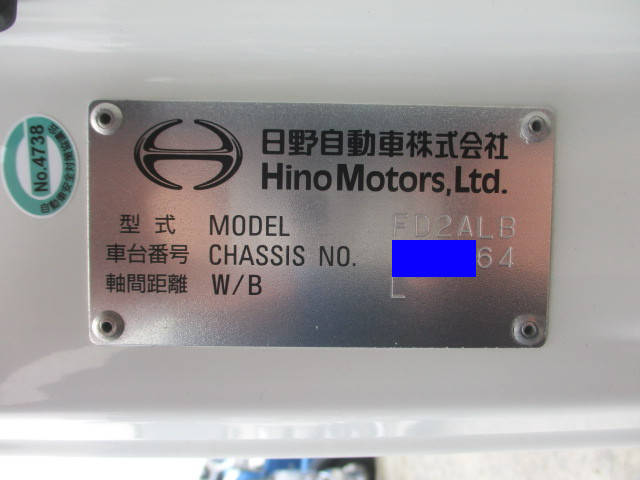 日野自動車株式会社
Hino Motors, Ltd.
型式 MODEL FD2ALB
車台番号 CHASSIS NO. 64
軸間距離 W/B L
No.4738